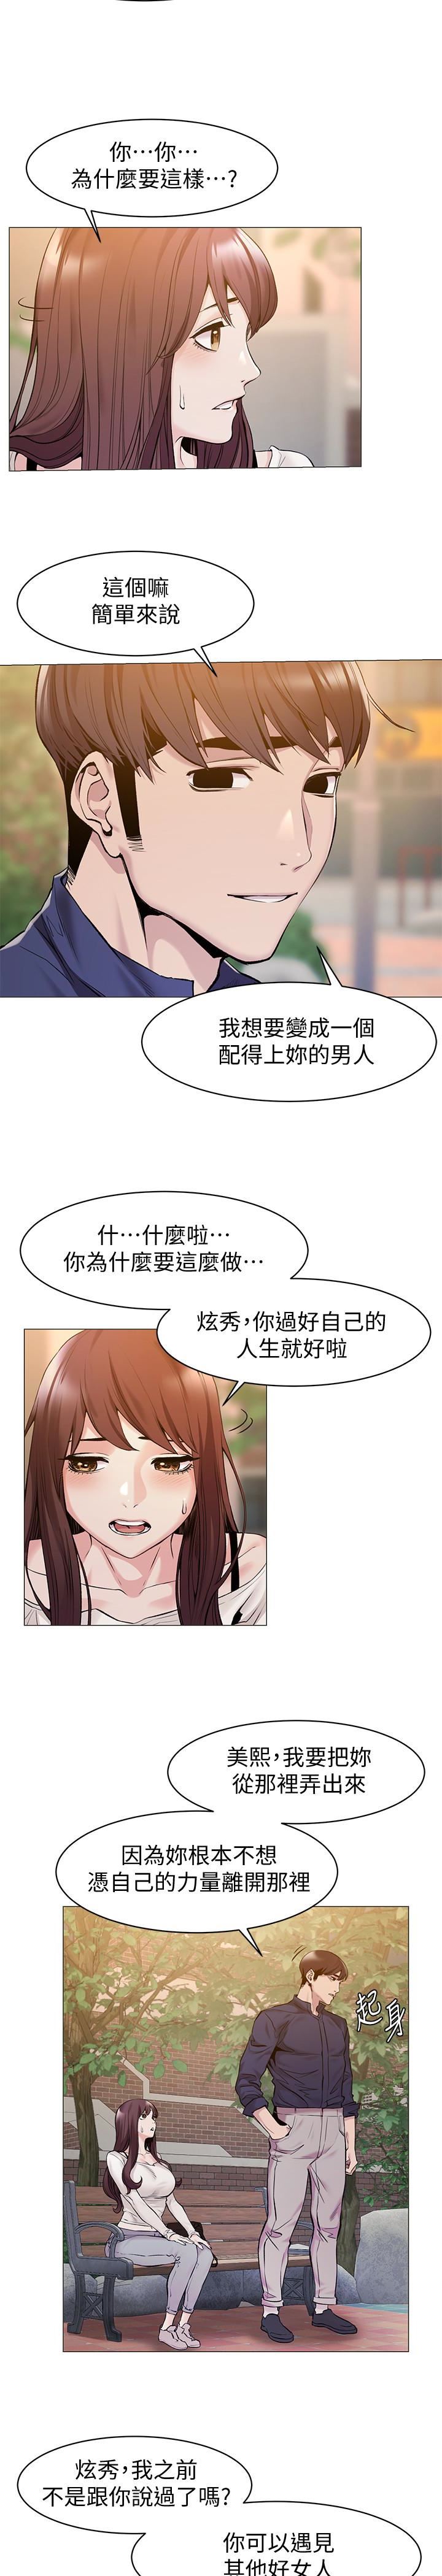 你⋯你⋯
為什麼要這樣⋯?
這個嘛
簡單來說
我想要變成一個
配得上妳的男人
什⋯什麼啦⋯
你為什麼要這麼做⋯
炫秀,你過好自己的
人生就好啦
美熙,我要把妳
從那裡弄出來
因為妳根本不想
憑自己的力量離開那裡
起身
炫秀,我之前
不是跟你說過了嗎?
你可以遇見
其他好女人